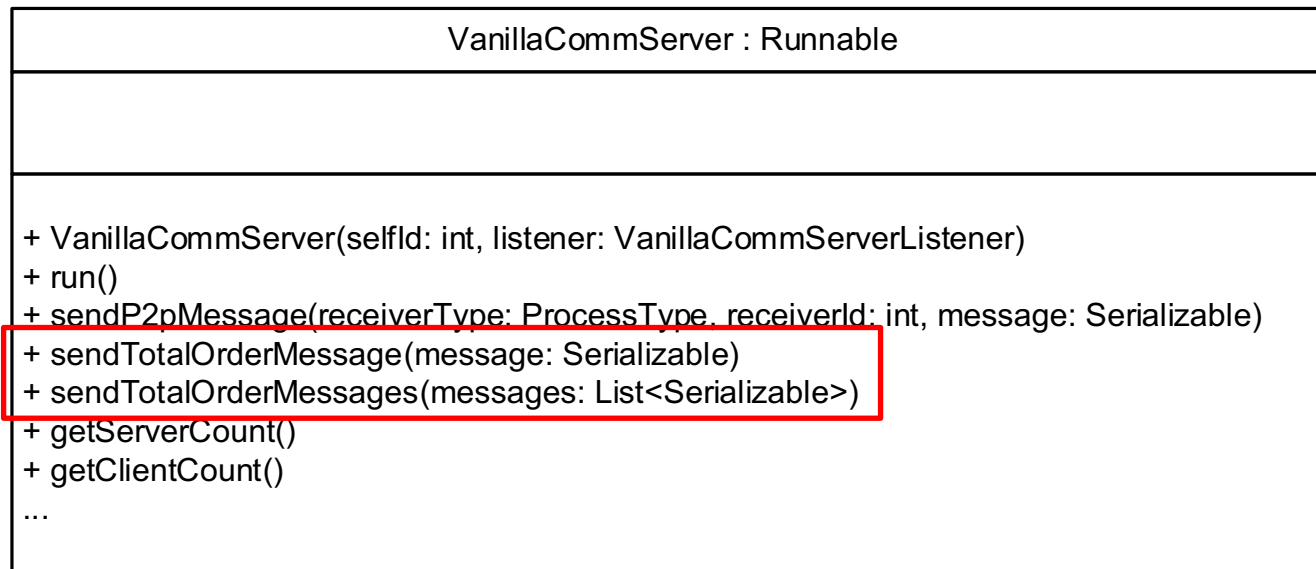 VanillaCommServer : Runnable
+ VanillaCommServer(selfId: int, listener: VanillaCommServerListener)
+ run()
+ sendP2pMessage(receiverType: ProcessType, receiverId: int, message: Serializable)
+ sendTotalOrderMessage(message: Serializable)
+ sendTotalOrderMessages(messages: List<Serializable>)
+ getServerCount()
+ getClientCount()
...